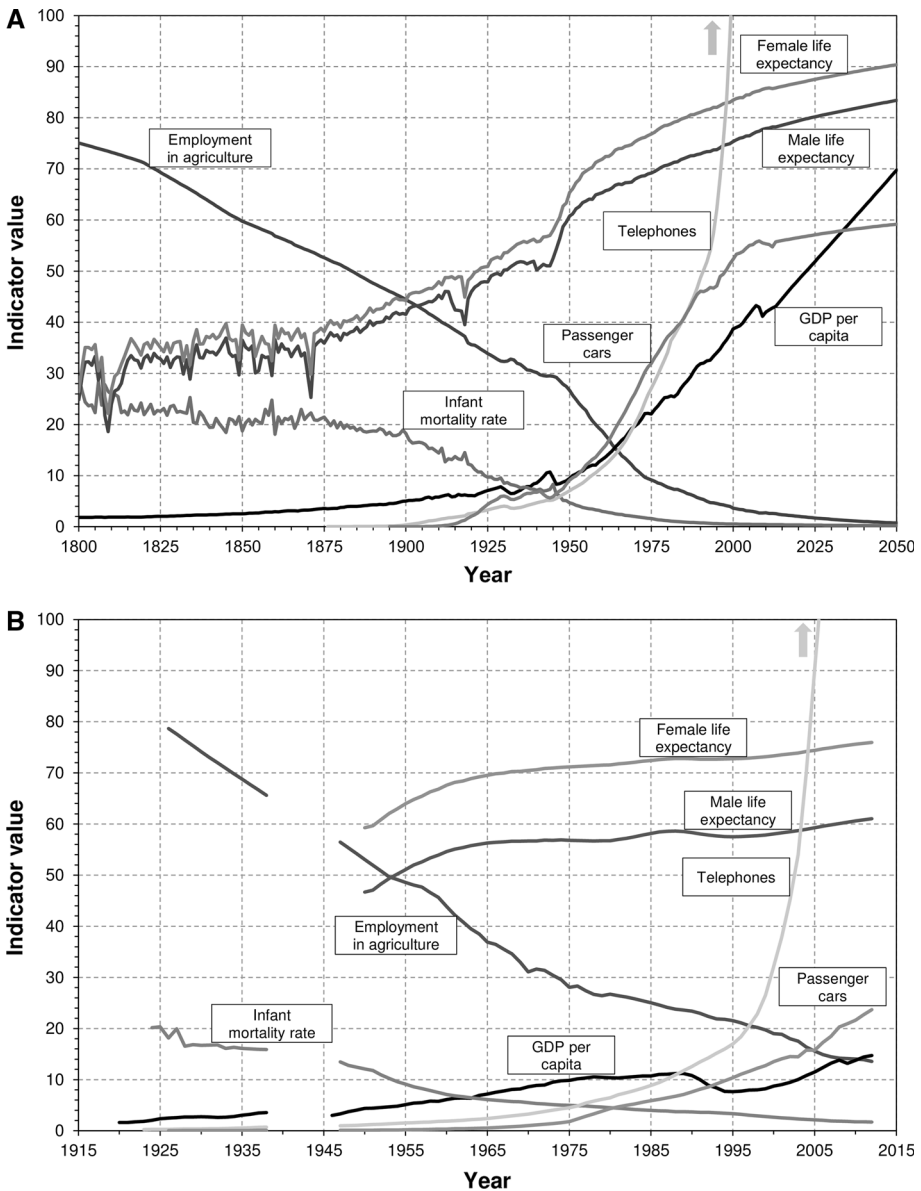 A
100
90
80
70
60
50
40
30
20
10
0
Indicator value
Female life
expectancy
Employment
in agriculture
Male life
expectancy
Telephones
Passenger
cars
GDP per
capita
Infant
mortality rate
1800 1825 1850 1875 1900 1925 1950 1975 2000 2025 2050
Year
B
100
90
80
70
60
50
40
30
20
10
0
Indicator value
Female life
expectancy
Male life
expectancy
Telephones
Employment
in agriculture
Passenger
cars
Infant
mortality rate
GDP per
capita
1915 1925 1935 1945 1955 1965 1975 1985 1995 2005 2015
Year